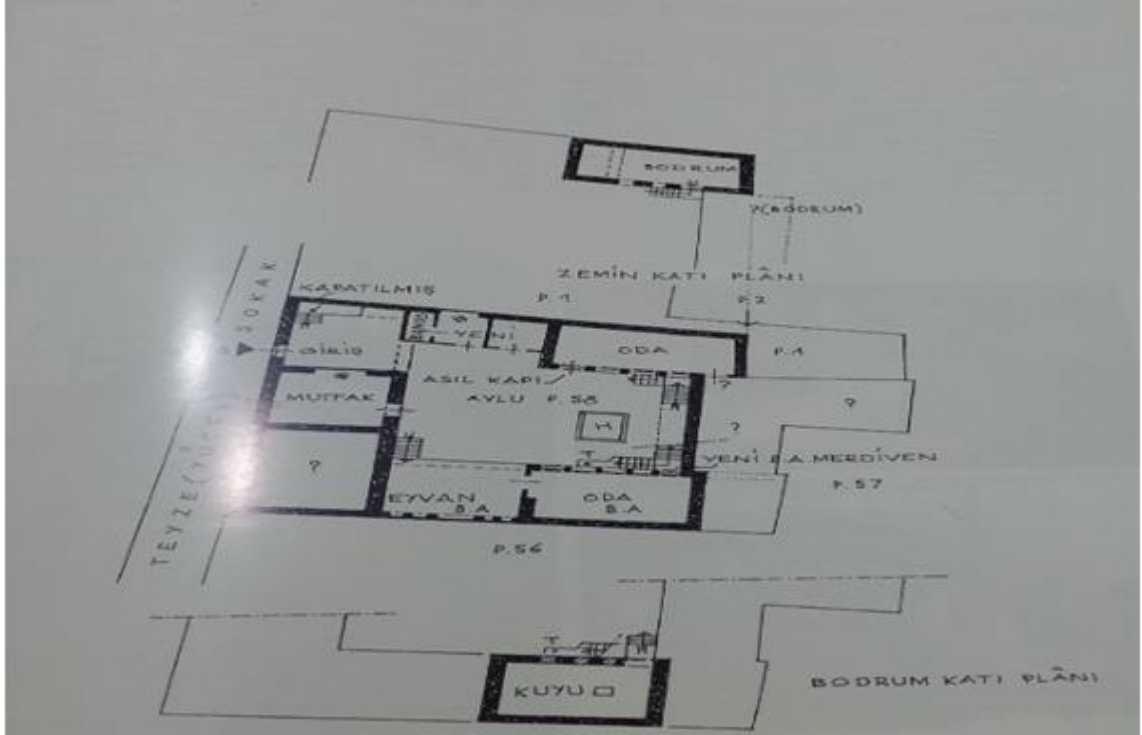 BODRUM
?(BODRUM)
ZEMİN KATI PLÂNI
P.1
P.2
SOKAK
KAPATILMIŞ
YENİ
GİRİŞ
ODA
P.1
ASIL KAPI
?
MUTFAK
AVLU P.58
?
H
?
T
YENİ B.A. MERDİVEN
?
P.57
EYVAN
B.A
ODA
B.A
TEYZE
P.56
T
KUYU
BODRUM KATI PLÂNI